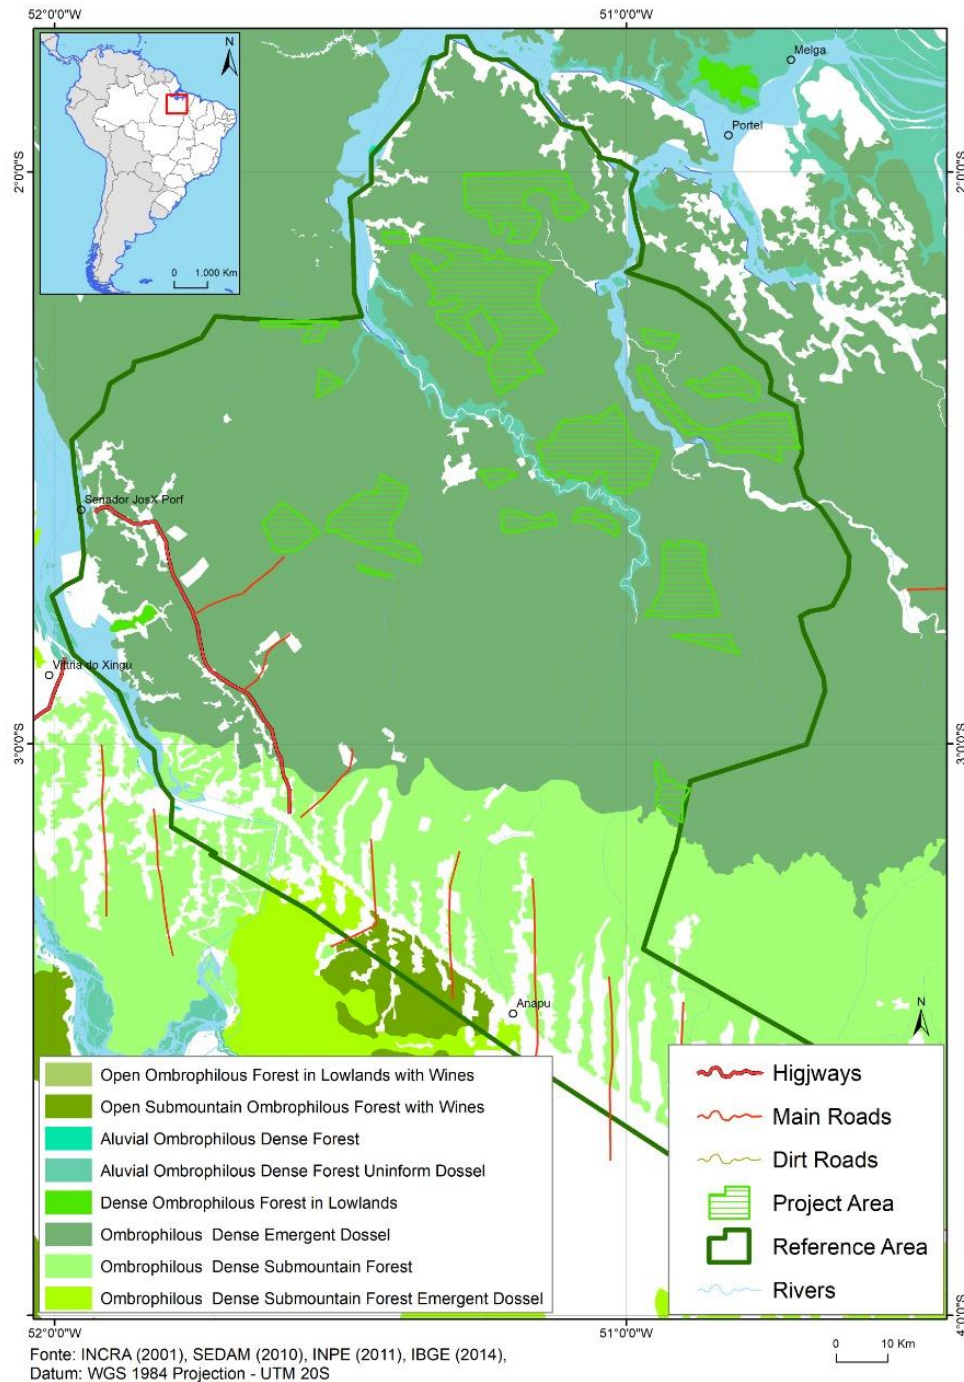 52°0'0"W
51°0'0"W
N
0
1.000 Km
Melga
Portel
2°0'0"S
2°0'0"S
Senador JosX Porf
Vittria do Xingu
3°0'0"S
3°0'0"S
Anapu
N
Open Ombrophilous Forest in Lowlands with Wines
Open Submountain Ombrophilous Forest with Wines
Aluvial Ombrophilous Dense Forest
Aluvial Ombrophilous Dense Forest Uninform Dossel
Dense Ombrophilous Forest in Lowlands
Ombrophilous Dense Emergent Dossel
Ombrophilous Dense Submountain Forest
Ombrophilous Dense Submountain Forest Emergent Dossel
Higjways
Main Roads
Dirt Roads
Project Area
Reference Area
Rivers
4°0'0"S
52°0'0"W
51°0'0"W
0
10 Km
Fonte: INCRA (2001), SEDAM (2010), INPE (2011), IBGE (2014),
Datum: WGS 1984 Projection - UTM 20S